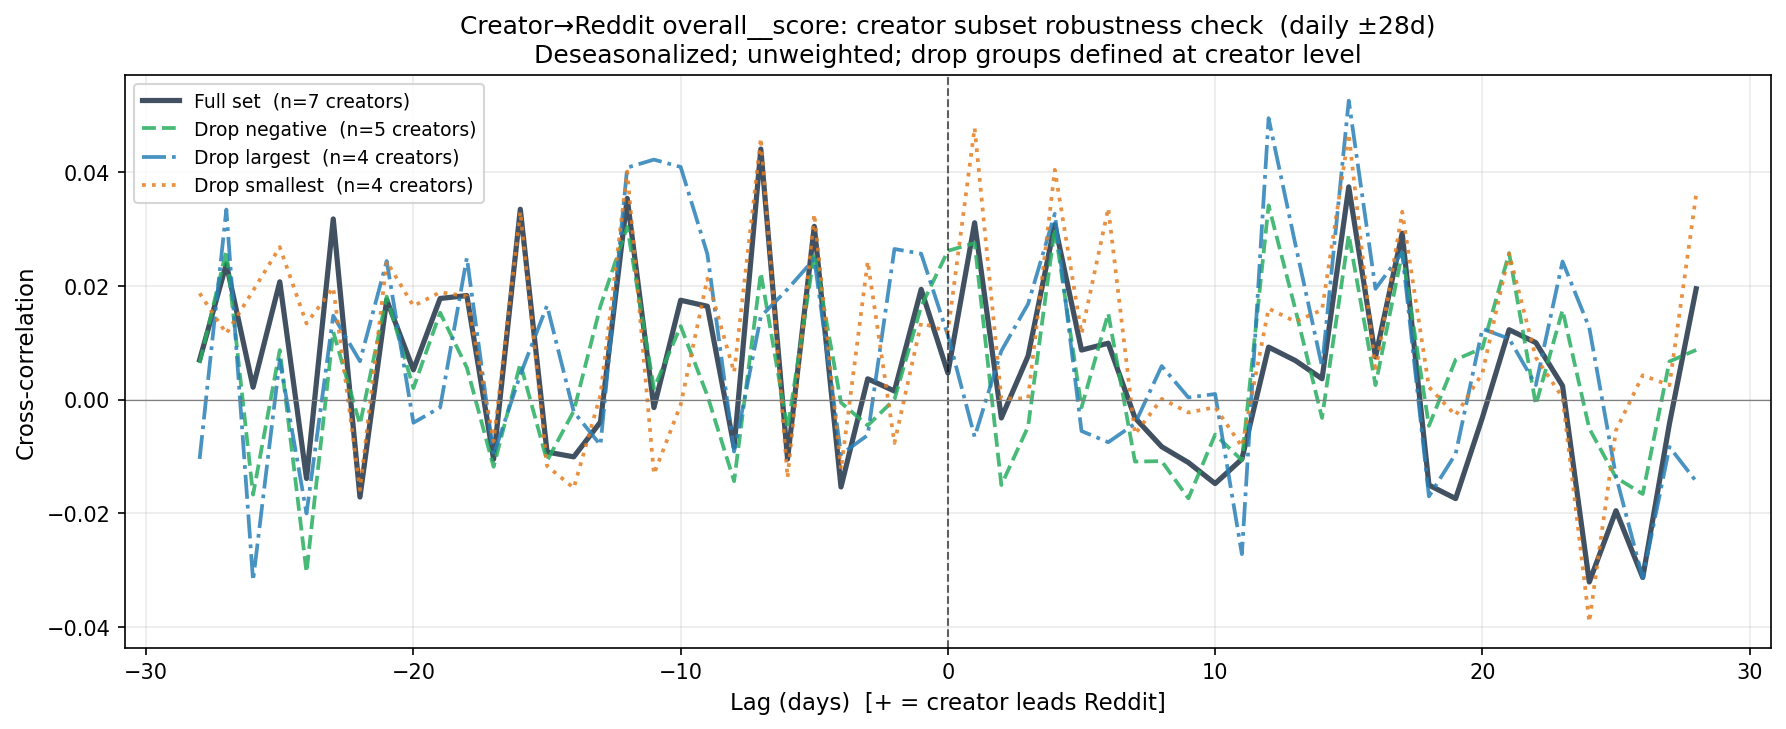 Creator→Reddit overall__score: creator subset robustness check  (daily ±28d)
Deseasonalized; unweighted; drop groups defined at creator level
Full set  (n=7 creators)
Drop negative  (n=5 creators)
Drop largest  (n=4 creators)
Drop smallest  (n=4 creators)
Cross-correlation
0.04
0.02
0.00
−0.02
−0.04
−30 −20 −10 0 10 20 30
Lag (days)  [+ = creator leads Reddit]